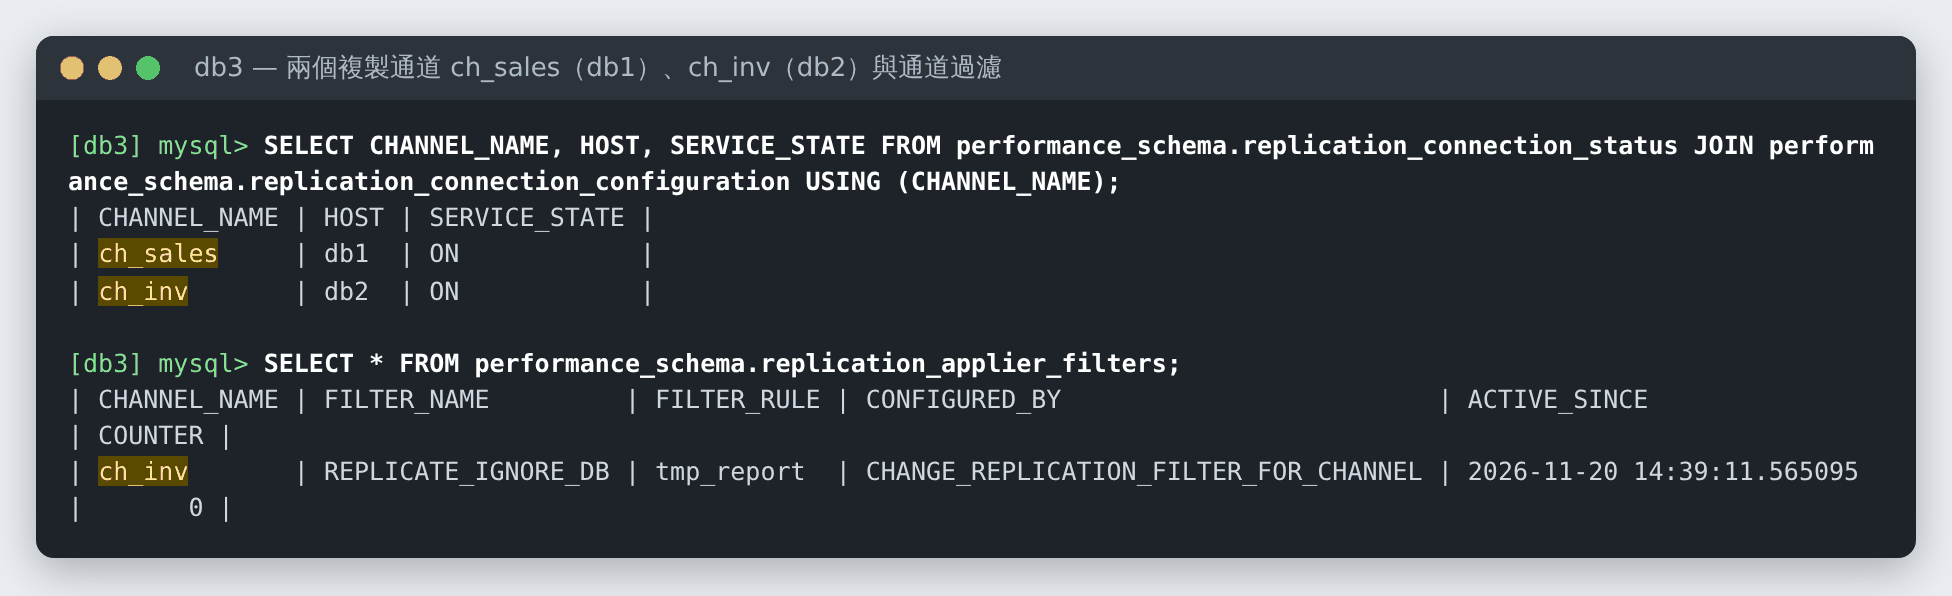 db3 — 兩個複製通道 ch_sales（db1）、ch_inv（db2）與通道過濾
[db3] mysql> SELECT CHANNEL_NAME, HOST, SERVICE_STATE FROM performance_schema.replication_connection_status JOIN perform
ance_schema.replication_connection_configuration USING (CHANNEL_NAME);
| CHANNEL_NAME | HOST | SERVICE_STATE |
| ch_sales     | db1  | ON            |
| ch_inv       | db2  | ON            |
[db3] mysql> SELECT * FROM performance_schema.replication_applier_filters;
| CHANNEL_NAME | FILTER_NAME         | FILTER_RULE | CONFIGURED_BY                         | ACTIVE_SINCE
| COUNTER |
| ch_inv       | REPLICATE_IGNORE_DB | tmp_report  | CHANGE_REPLICATION_FILTER_FOR_CHANNEL | 2026-11-20 14:39:11.565095
|       0 |